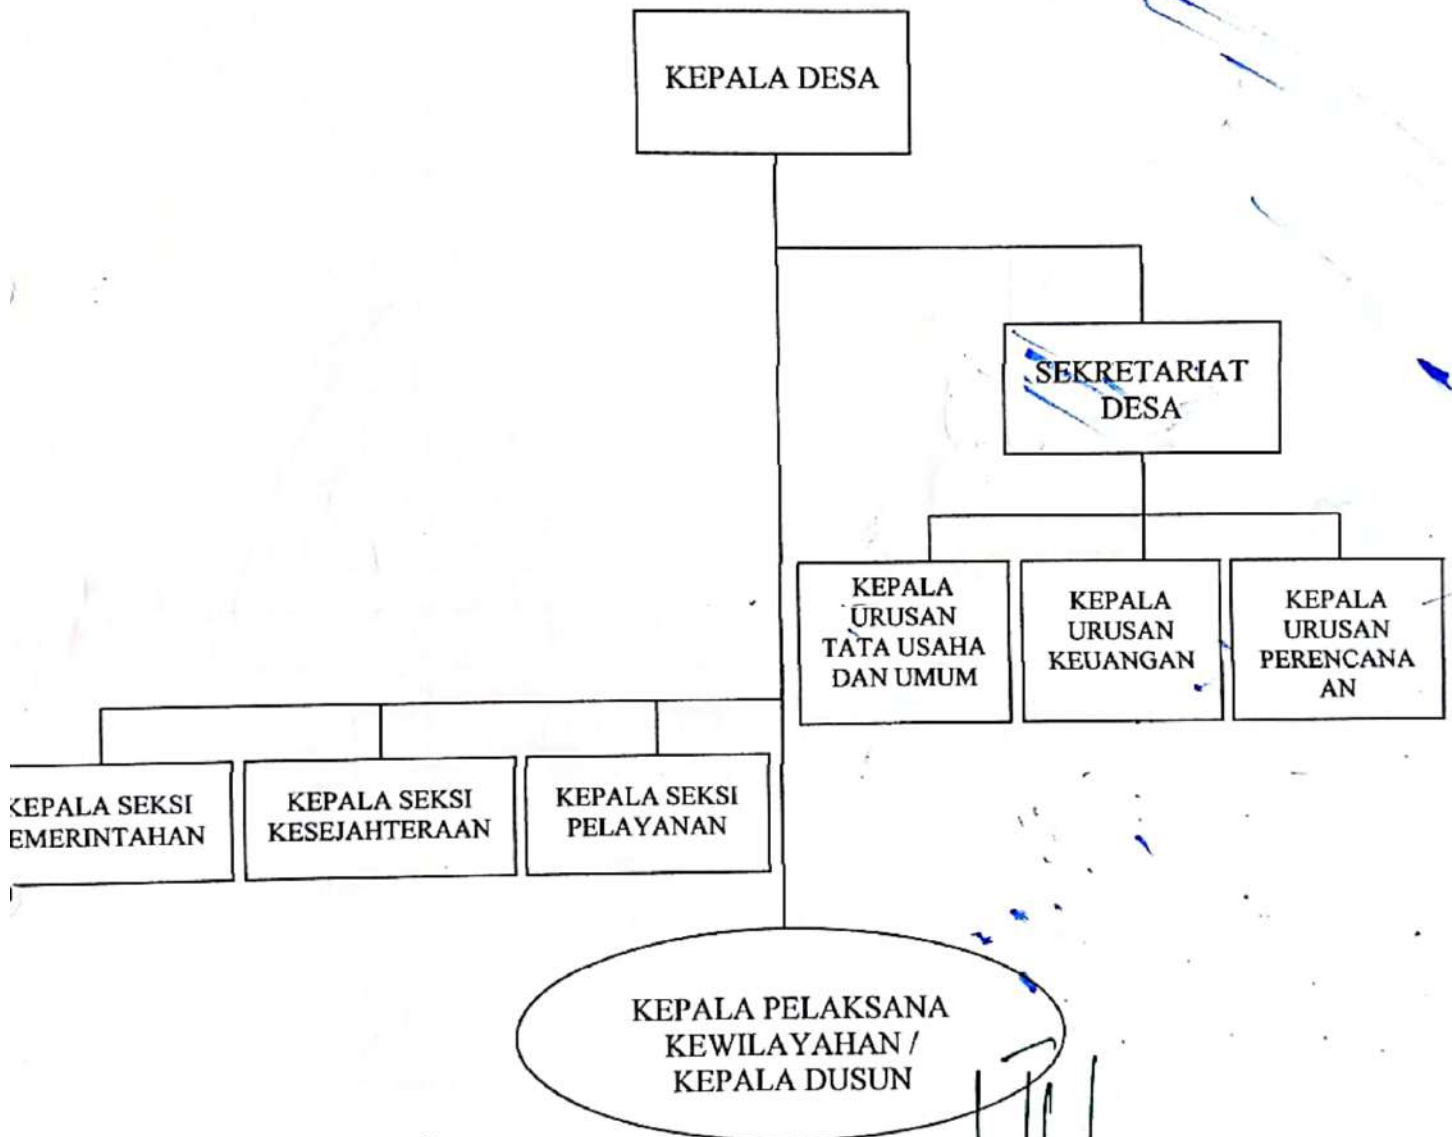 KEPALA DESA
SEKRETARIAT
DESA
KEPALA
URUSAN
TATA USAHA
DAN UMUM
KEPALA
URUSAN
KEUANGAN
KEPALA
URUSAN
PERENCANA
AN
KEPALA SEKSI
EMERINTAHAN
KEPALA SEKSI
KESEJAHTERAAN
KEPALA SEKSI
PELAYANAN
KEPALA PELAKSANA
KEWILAYAHAN /
KEPALA DUSUN